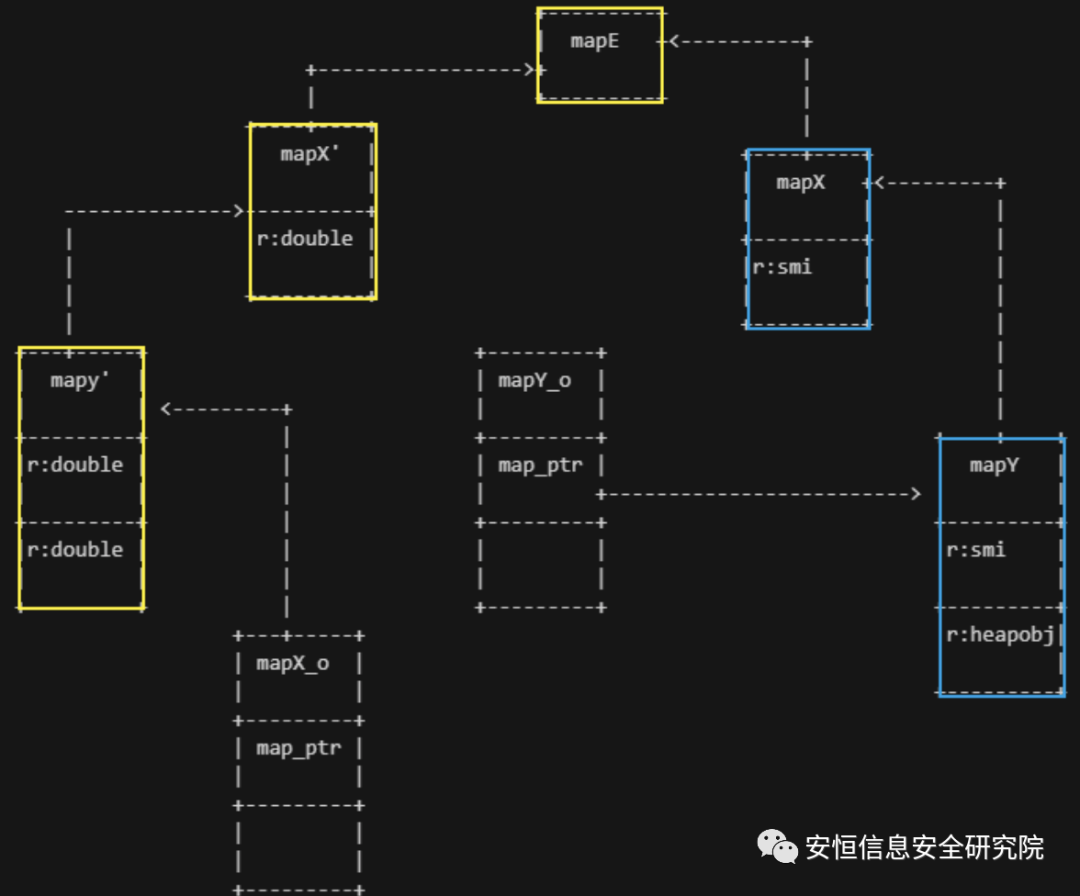 mapE
mapX'
r:double
mapX
r:smi
mapy'
r:double
r:double
mapY_o
map_ptr
mapY
r:smi
r:heapobj
mapX_o
map_ptr
安恒信息安全研究院